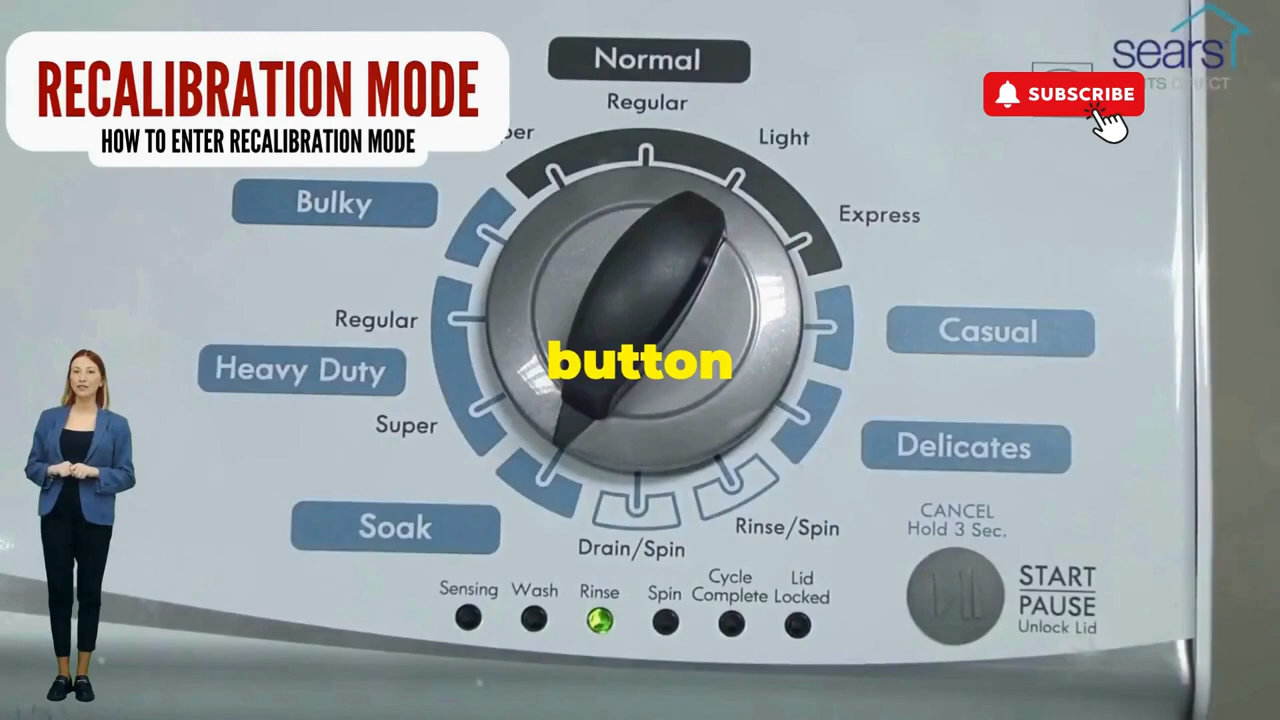 RECALIBRATION MODE
HOW TO ENTER RECALIBRATION MODE
sears
DIRECT
SUBSCRIBE
Normal
Regular
Light
Express
Bulky
Regular
Heavy Duty
Super
Soak
Casual
Delicates
button
Rinse/Spin
Drain/Spin
CANCEL
Hold 3 Sec.
START
PAUSE
Unlock Lid
Sensing
Wash
Rinse
Spin
Cycle
Complete
Lid
Locked